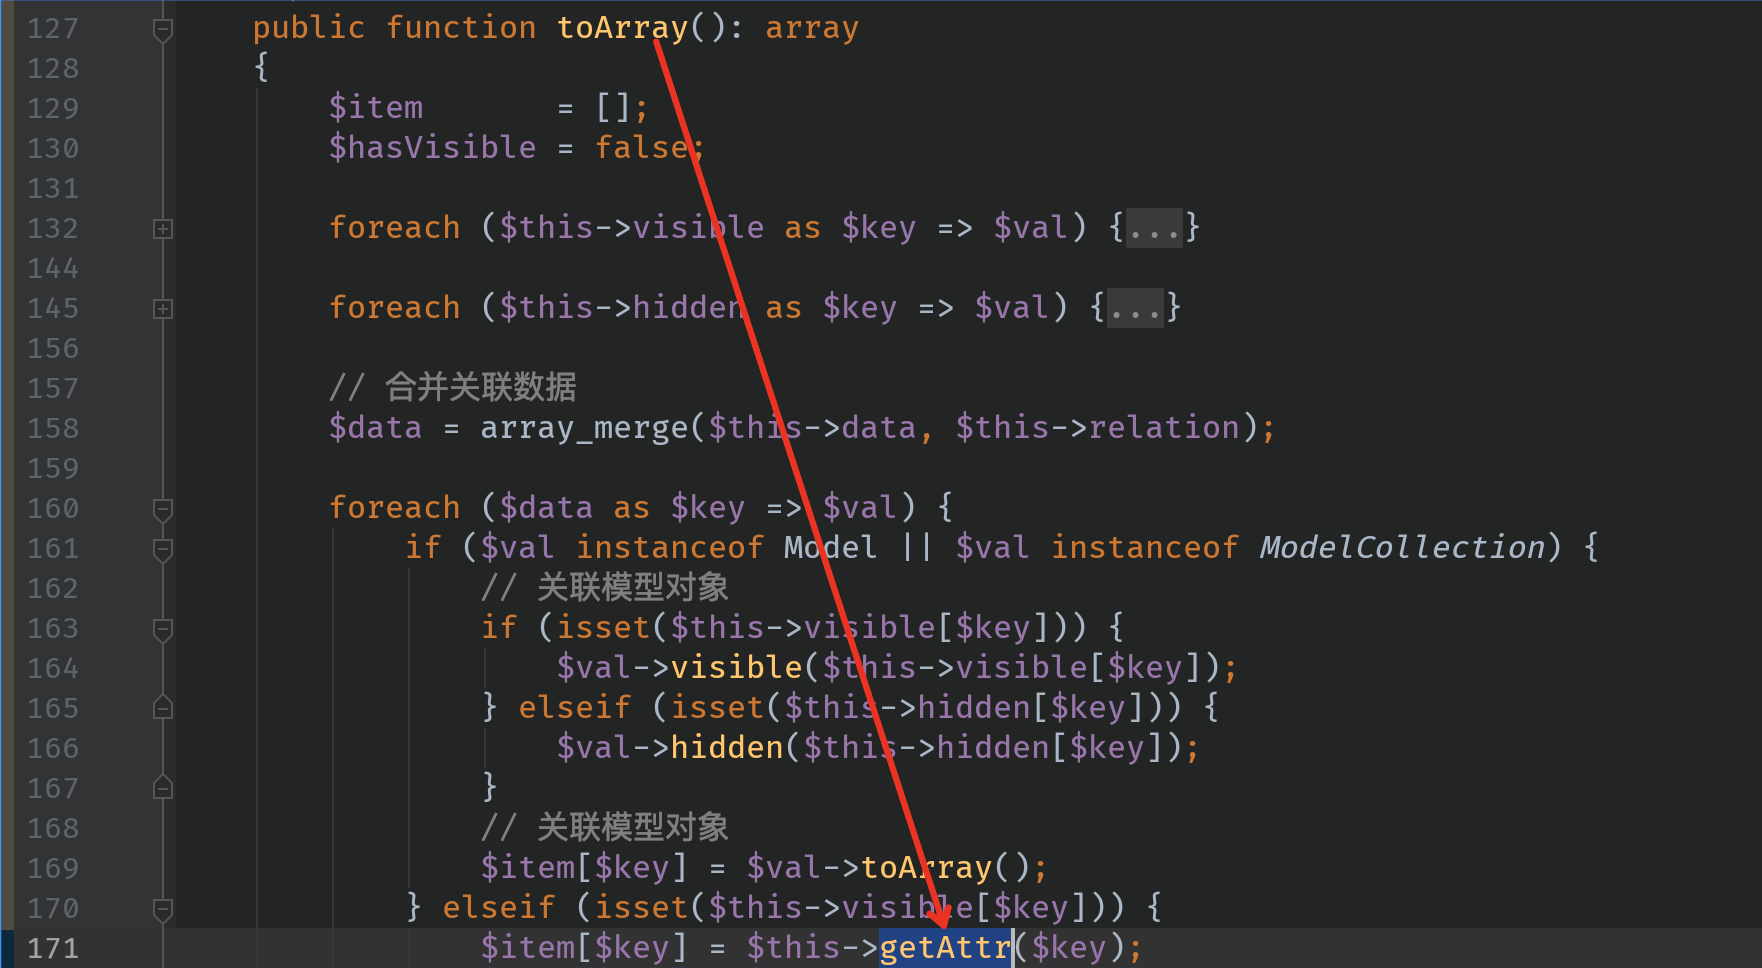 127 public function toArray(): array
128 {
129 $item = [];
130 $hasVisible = false;
131
132 foreach ($this->visible as $key => $val) {...}
144
145 foreach ($this->hidden as $key => $val) {...}
156
157 // 合并关联数据
158 $data = array_merge($this->data, $this->relation);
159
160 foreach ($data as $key => $val) {
161 if ($val instanceof Model || $val instanceof ModelCollection) {
162 // 关联模型对象
163 if (isset($this->visible[$key])) {
164 $val->visible($this->visible[$key]);
165 } elseif (isset($this->hidden[$key])) {
166 $val->hidden($this->hidden[$key]);
167 }
168 // 关联模型对象
169 $item[$key] = $val->toArray();
170 } elseif (isset($this->visible[$key])) {
171 $item[$key] = $this->getAttr($key);